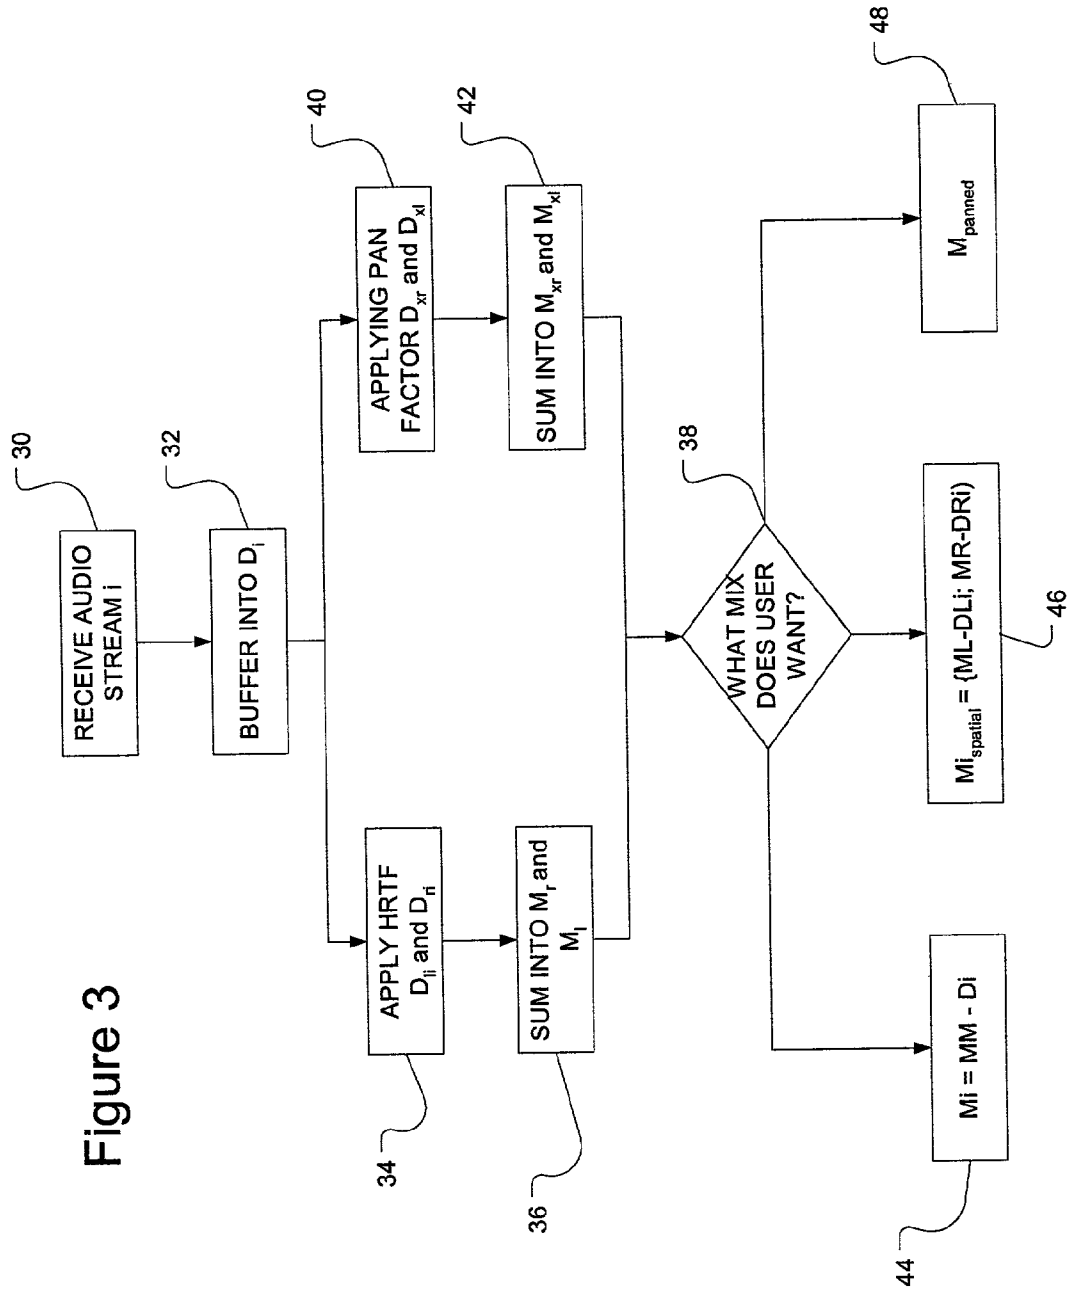 Figure 3
RECEIVE AUDIO
STREAM i
30
BUFFER INTO Di
32
APPLY HRTF
Dli and Dri
34
APPLYING PAN
FACTOR Dxr and Dxl
40
SUM INTO Mr and
Ml
36
SUM INTO Mxr and Mxl
42
WHAT MIX
DOES USER
WANT?
38
Mi = MM - Di
44
Mispatial = {ML-DLi; MR-DRi)
46
Mpanned
48